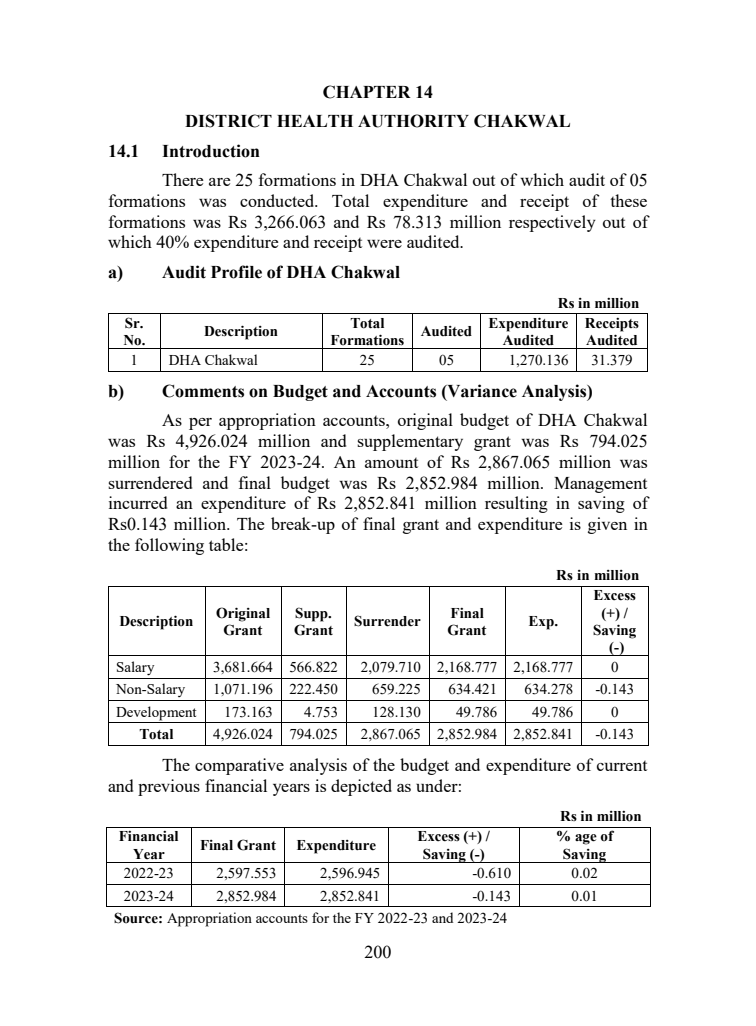 CHAPTER 14
DISTRICT HEALTH AUTHORITY CHAKWAL
14.1 Introduction
There are 25 formations in DHA Chakwal out of which audit of 05
formations was conducted. Total expenditure and receipt of these
formations was Rs 3,266.063 and Rs 78.313 million respectively out of
which 40% expenditure and receipt were audited.
a) Audit Profile of DHA Chakwal
Rs in million
Sr. No. Description Total Formations Audited Expenditure Audited Receipts Audited
1 DHA Chakwal 25 05 1,270.136 31.379
b) Comments on Budget and Accounts (Variance Analysis)
As per appropriation accounts, original budget of DHA Chakwal
was Rs 4,926.024 million and supplementary grant was Rs 794.025
million for the FY 2023-24. An amount of Rs 2,867.065 million was
surrendered and final budget was Rs 2,852.984 million. Management
incurred an expenditure of Rs 2,852.841 million resulting in saving of
Rs0.143 million. The break-up of final grant and expenditure is given in
the following table:
Rs in million
Description Original Grant Supp. Grant Surrender Final Grant Exp. Excess (+) / Saving (-)
Salary 3,681.664 566.822 2,079.710 2,168.777 2,168.777 0
Non-Salary 1,071.196 222.450 659.225 634.421 634.278 -0.143
Development 173.163 4.753 128.130 49.786 49.786 0
Total 4,926.024 794.025 2,867.065 2,852.984 2,852.841 -0.143
The comparative analysis of the budget and expenditure of current
and previous financial years is depicted as under:
Rs in million
Financial Year Final Grant Expenditure Excess (+) / Saving (-) % age of Saving
2022-23 2,597.553 2,596.945 -0.610 0.02
2023-24 2,852.984 2,852.841 -0.143 0.01
Source: Appropriation accounts for the FY 2022-23 and 2023-24
200